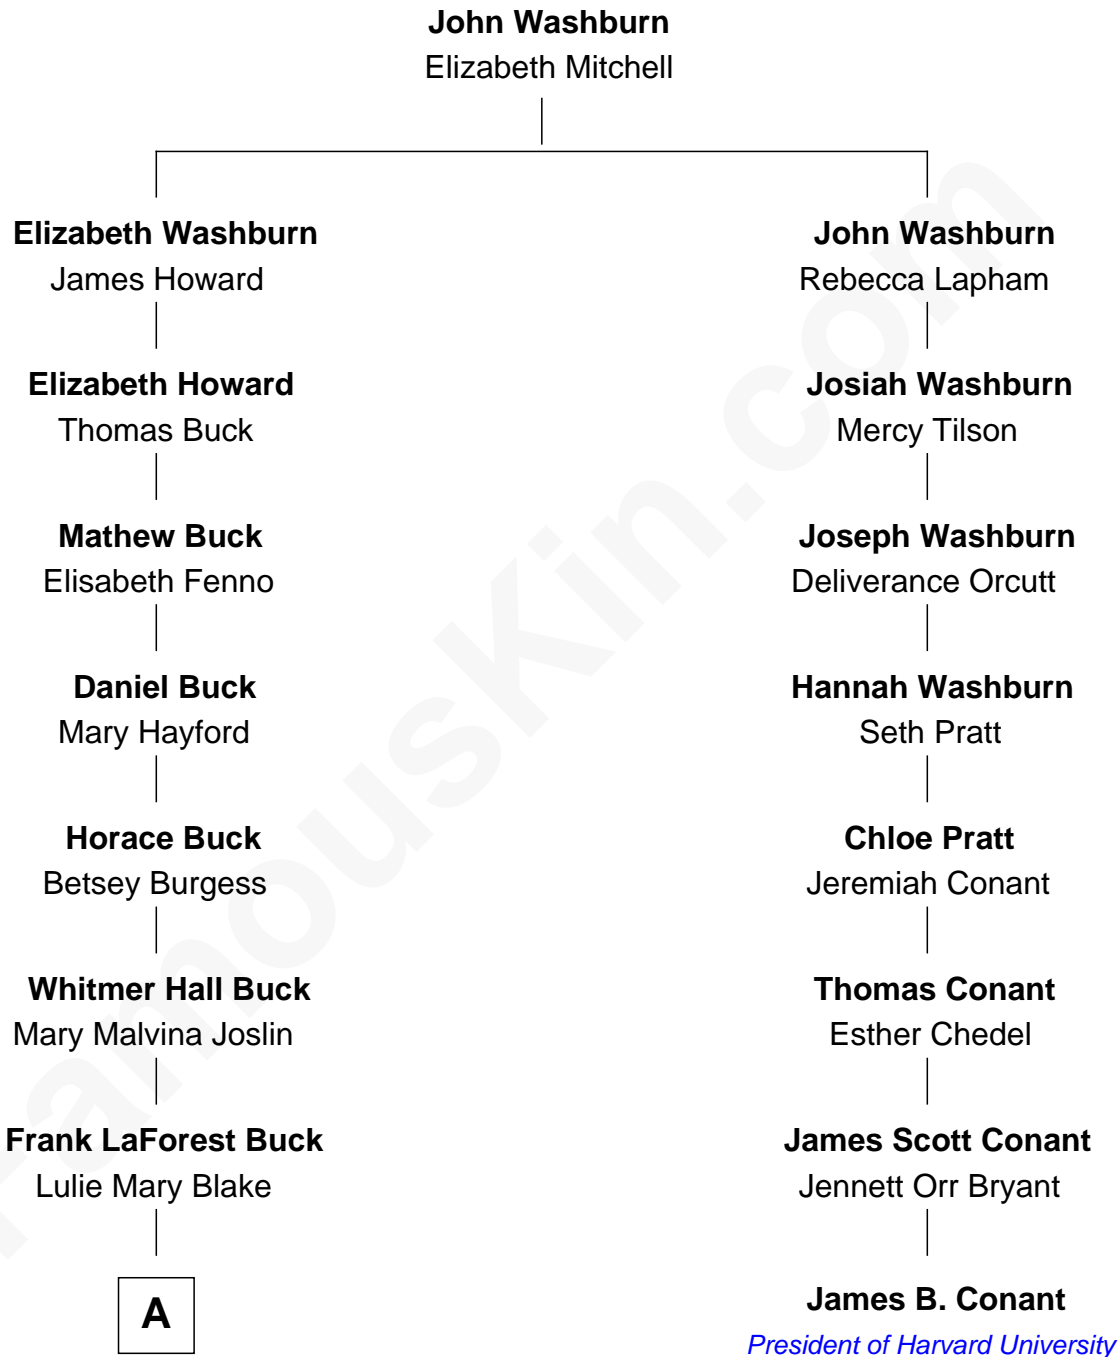 John Washburn
Elizabeth Mitchell
Elizabeth Washburn
James Howard
John Washburn
Rebecca Lapham
Elizabeth Howard
Thomas Buck
Josiah Washburn
Mercy Tilson
Mathew Buck
Elisabeth Fenno
Joseph Washburn
Deliverance Orcutt
Daniel Buck
Mary Hayford
Hannah Washburn
Seth Pratt
Horace Buck
Betsey Burgess
Chloe Pratt
Jeremiah Conant
Whitmer Hall Buck
Mary Malvina Joslin
Thomas Conant
Esther Chedel
Frank LaForest Buck
Lulie Mary Blake
James Scott Conant
Jennett Orr Bryant
A
James B. Conant
President of Harvard University
FamousKin.com